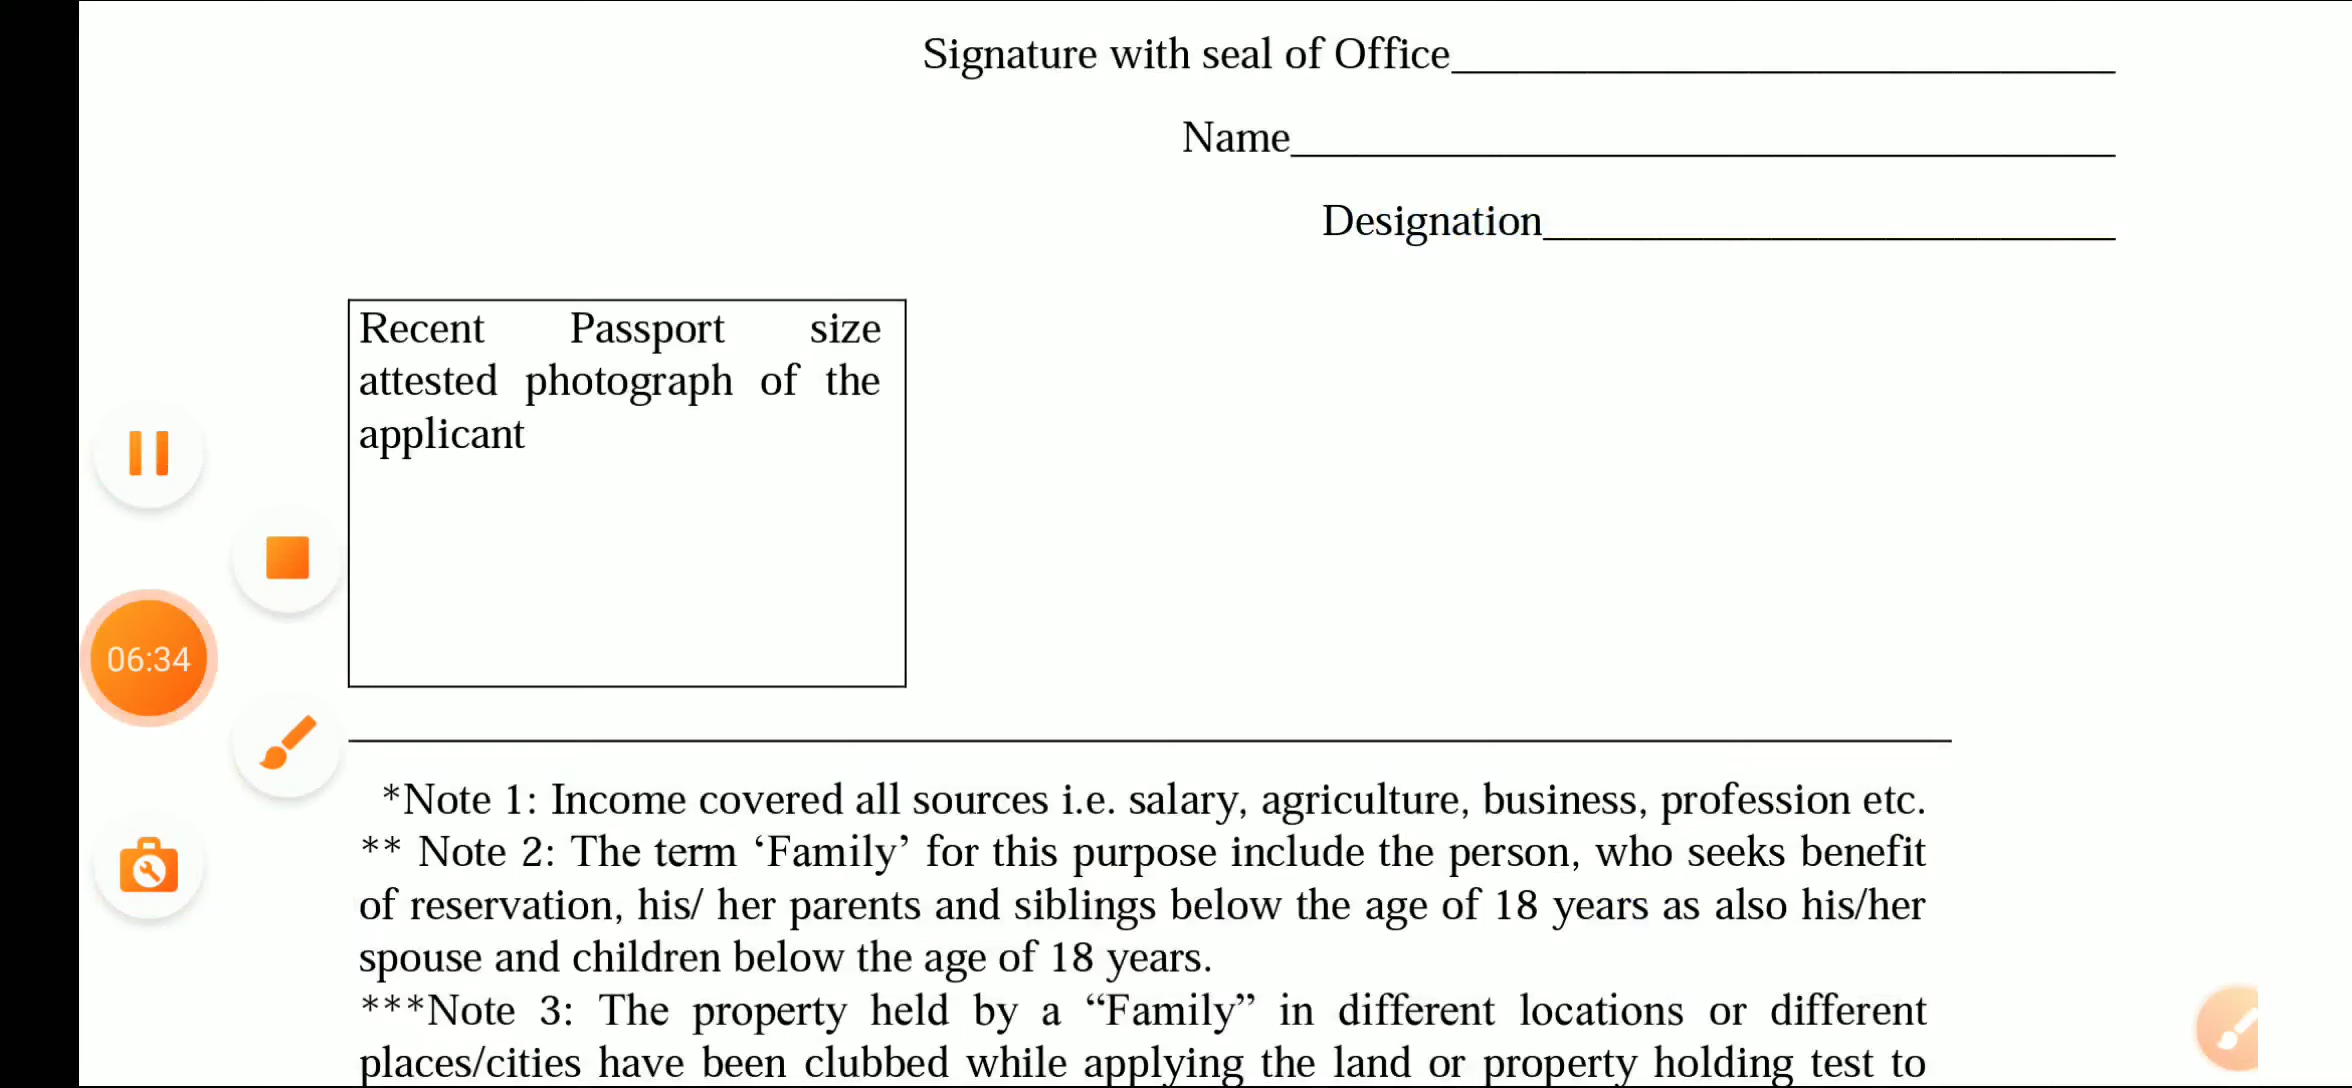 Signature with seal of Office
Name
Designation
Recent Passport size
attested photograph of the
applicant
06:34
*Note 1: Income covered all sources i.e. salary, agriculture, business, profession etc.
** Note 2: The term ‘Family’ for this purpose include the person, who seeks benefit
of reservation, his/ her parents and siblings below the age of 18 years as also his/her
spouse and children below the age of 18 years.
***Note 3: The property held by a “Family” in different locations or different
places/cities have been clubbed while applying the land or property holding test to